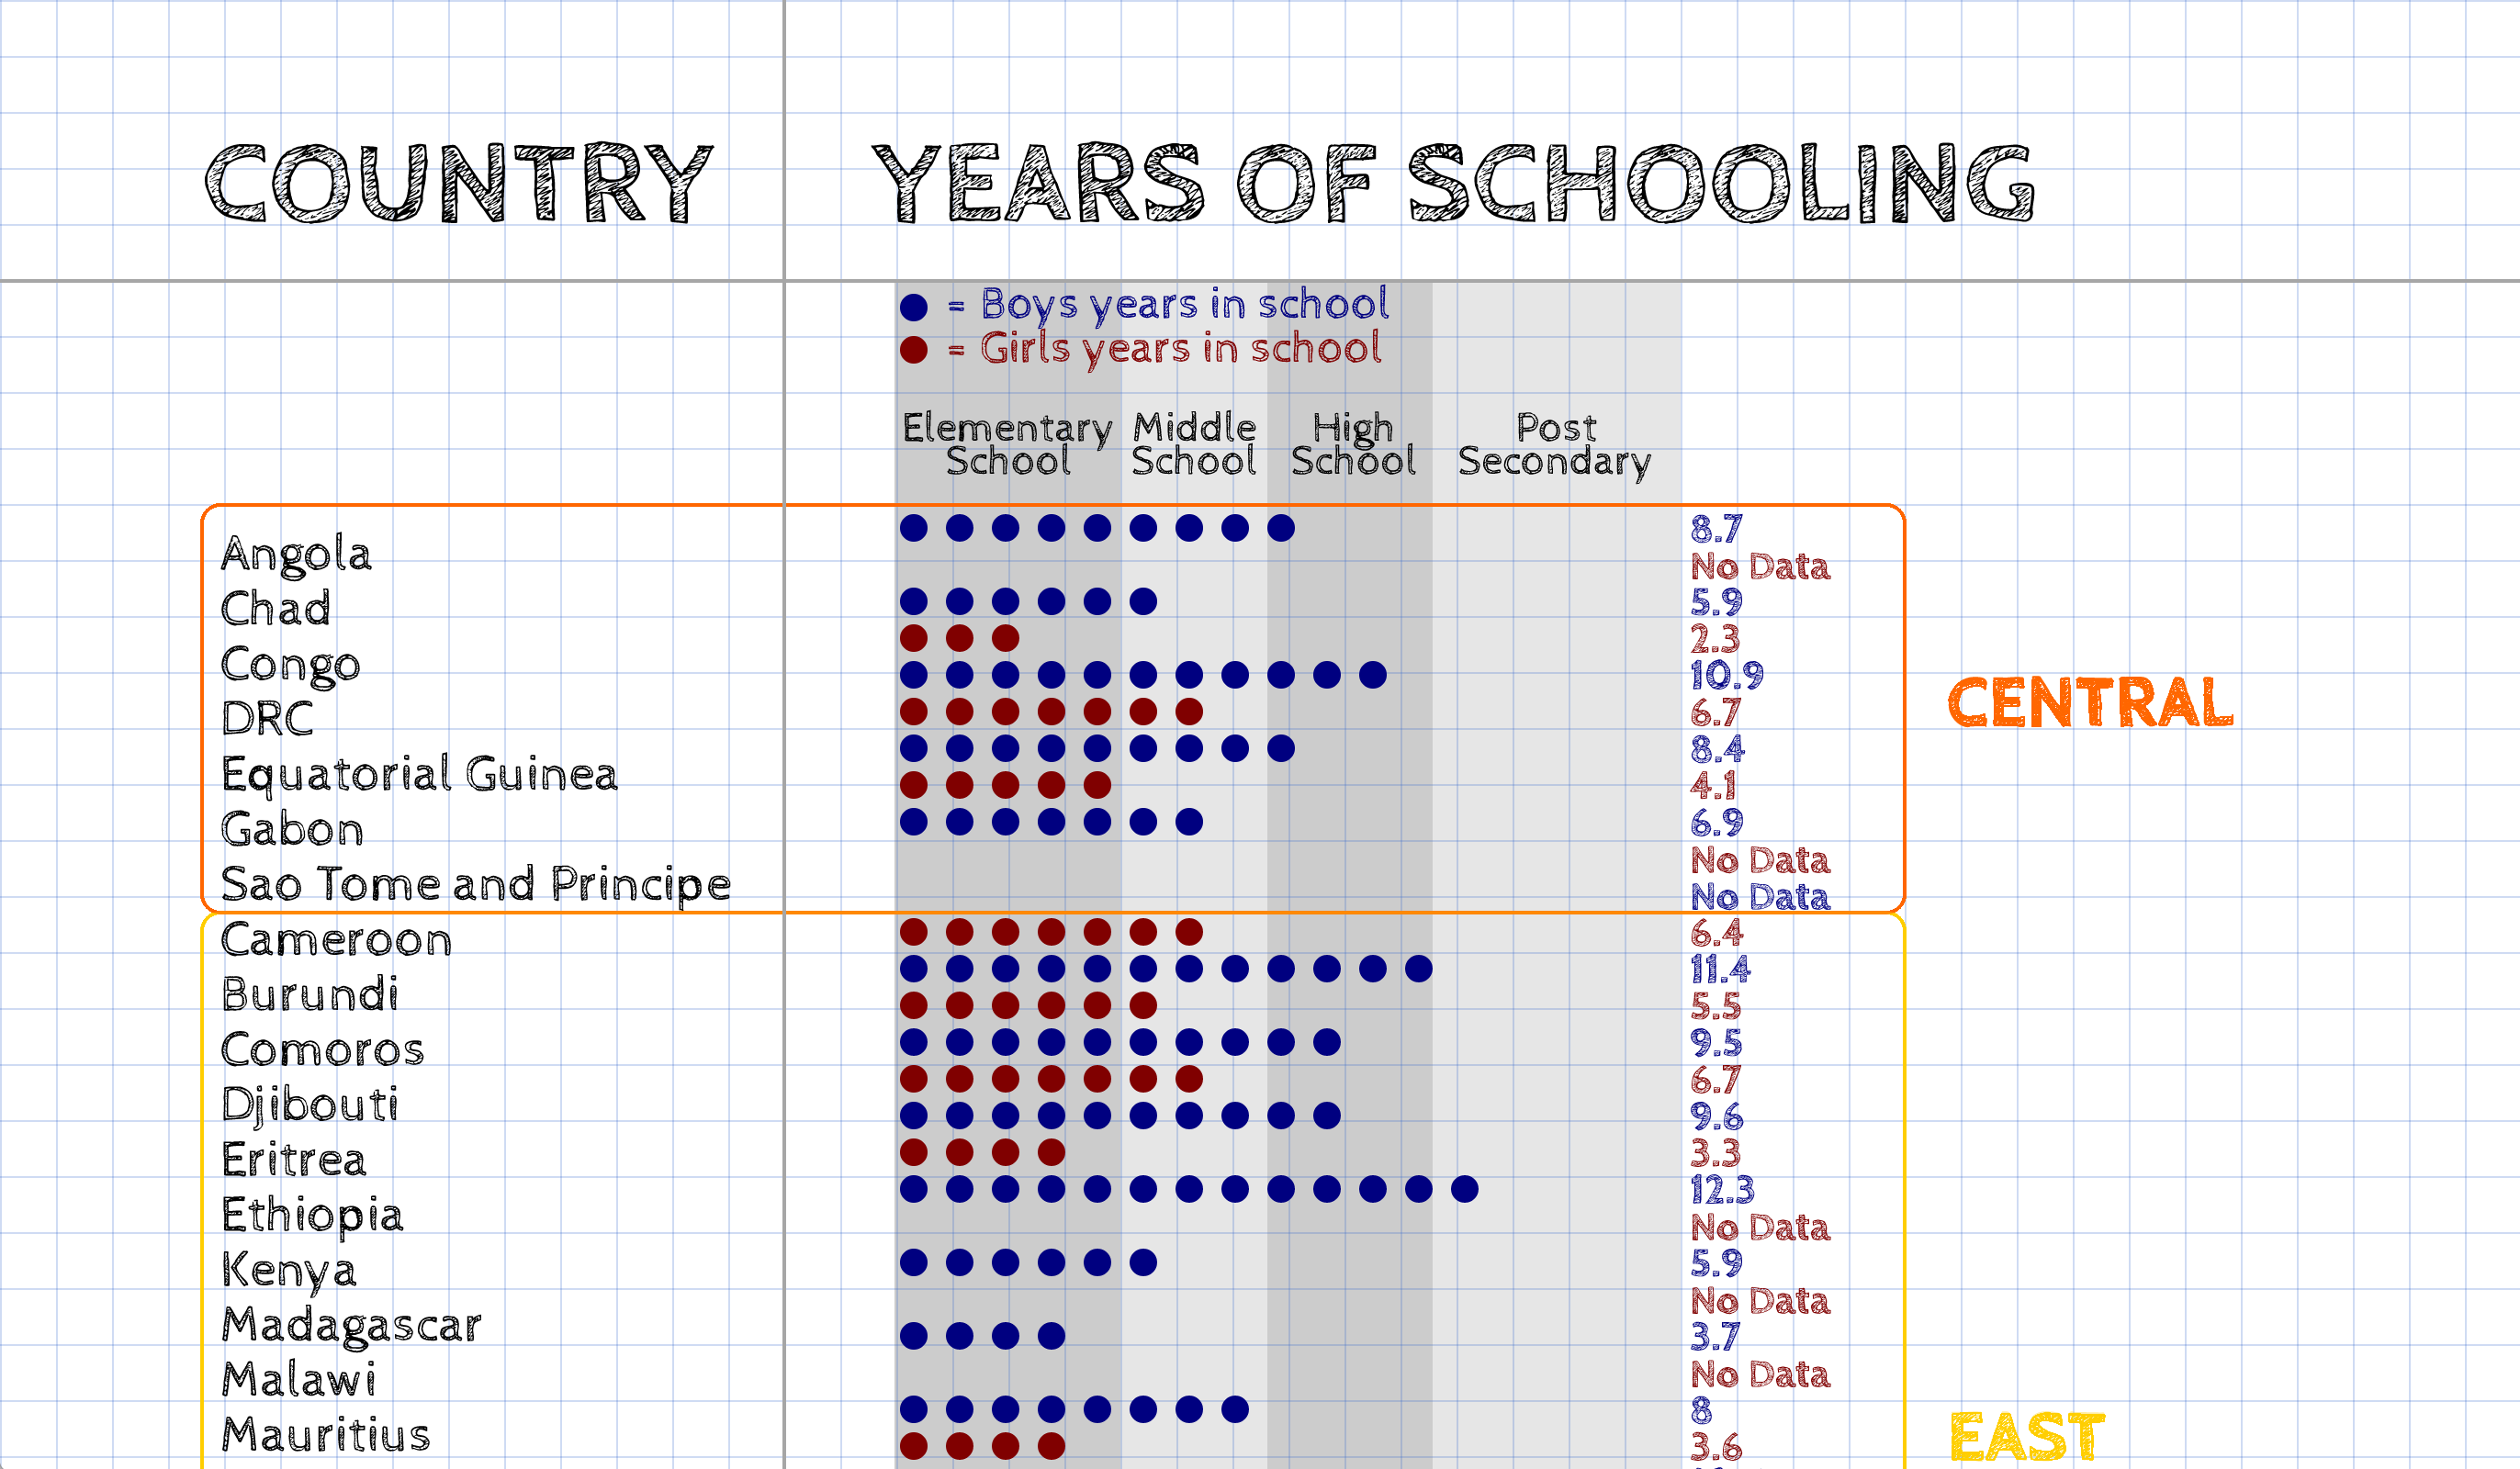 COUNTRY YEARS OF SCHOOLING
= Boys years in school
= Girls years in school
Elementary School
Middle School
High School
Post Secondary
Angola
Chad
Congo
DRC
Equatorial Guinea
Gabon
Sao Tome and Principe
Cameroon
Burundi
Comoros
Djibouti
Eritrea
Ethiopia
Kenya
Madagascar
Malawi
Mauritius
8.7
No Data
5.9
2.3
10.9
6.7
8.4
4.1
6.9
No Data
No Data
6.4
11.4
5.5
9.5
6.7
9.6
3.3
12.3
No Data
5.9
No Data
3.7
No Data
8
3.6
CENTRAL
EAST